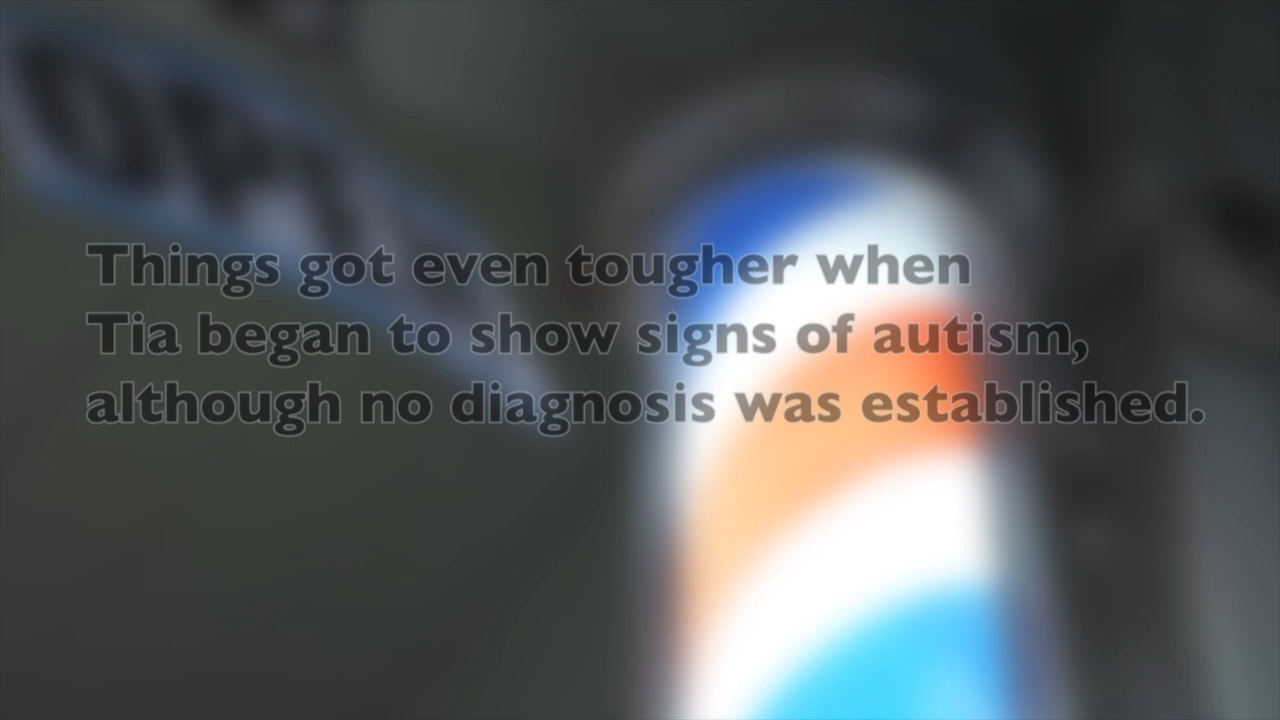 Things got even tougher when
Tia began to show signs of autism,
although no diagnosis was established.